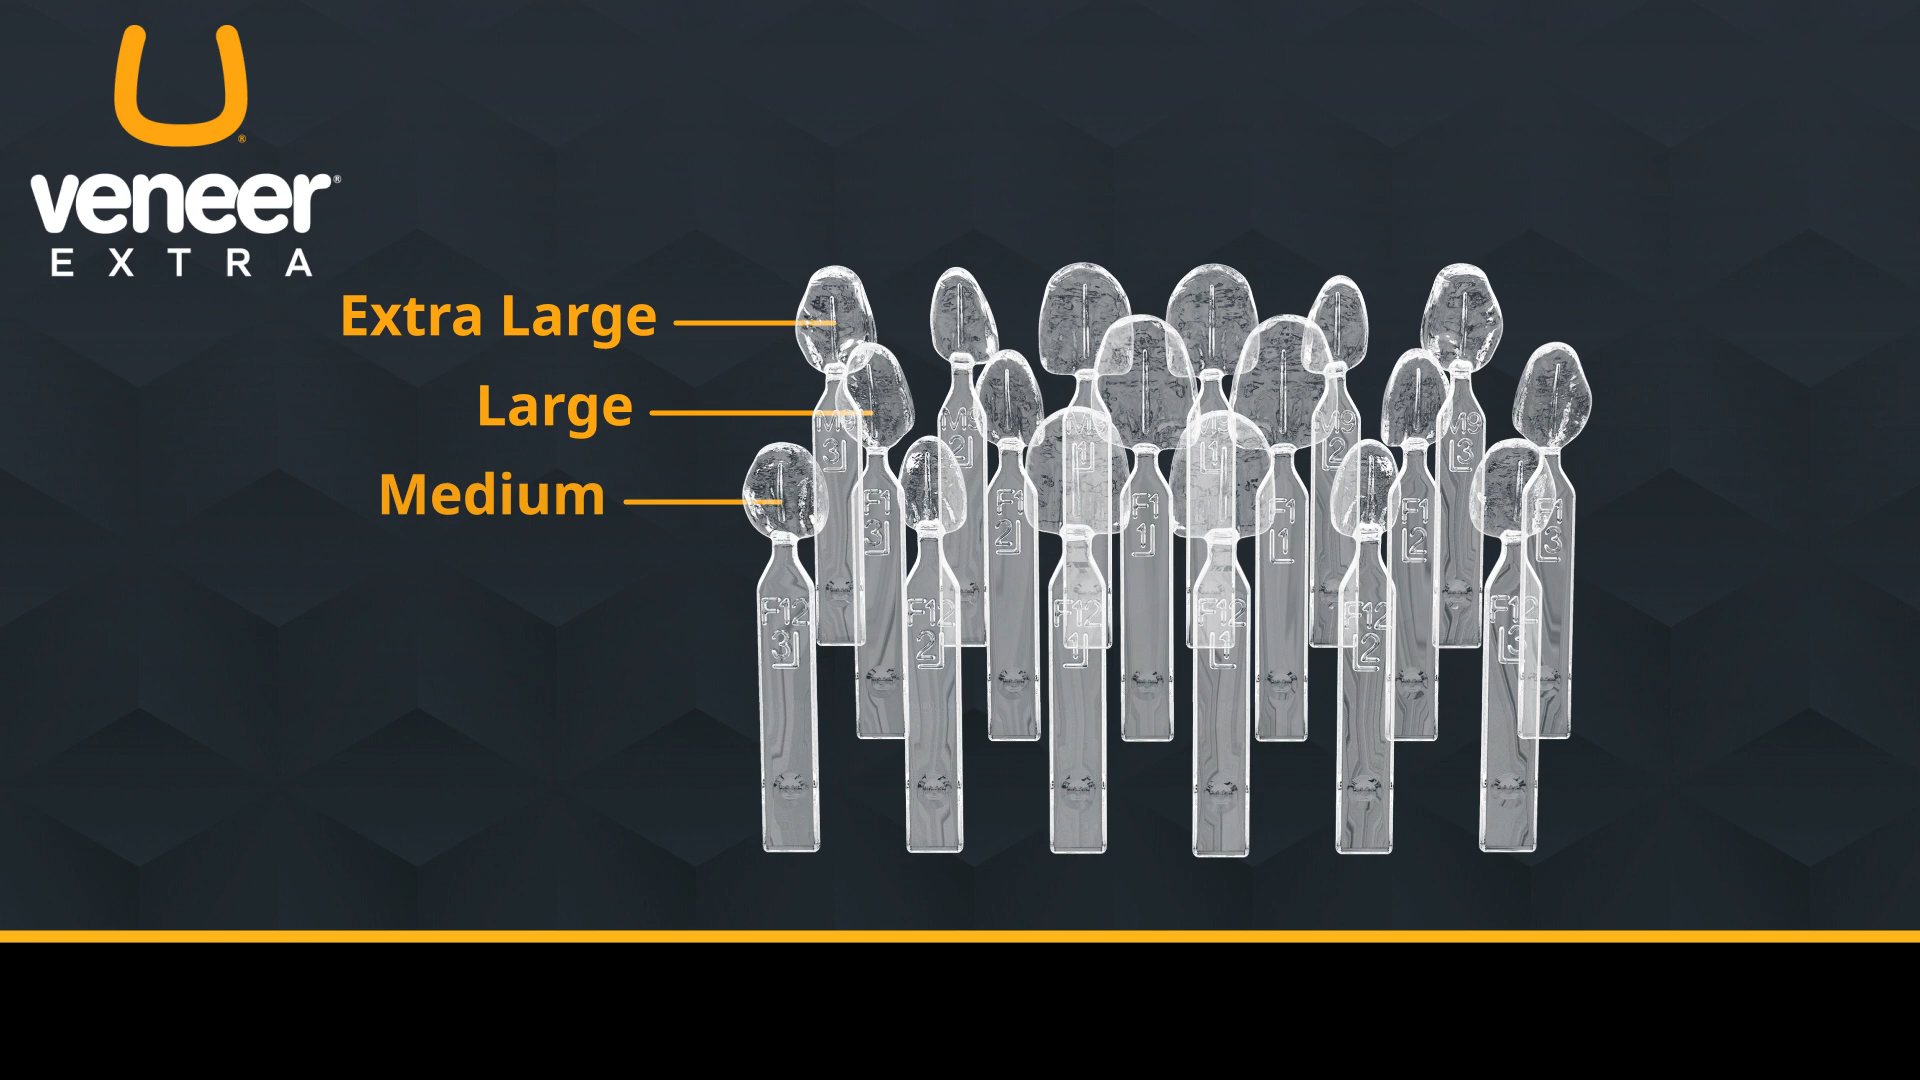 veneer®
EXTRA
Extra Large
Large
Medium
M9 3
M9 2
M9 1
M9 1
M9 2
M9 3
F1 3
F1 2
F1 1
F1 1
F1 2
F1 3
F12 3
F12 2
F12 1
F12 1
F12 2
F12 3